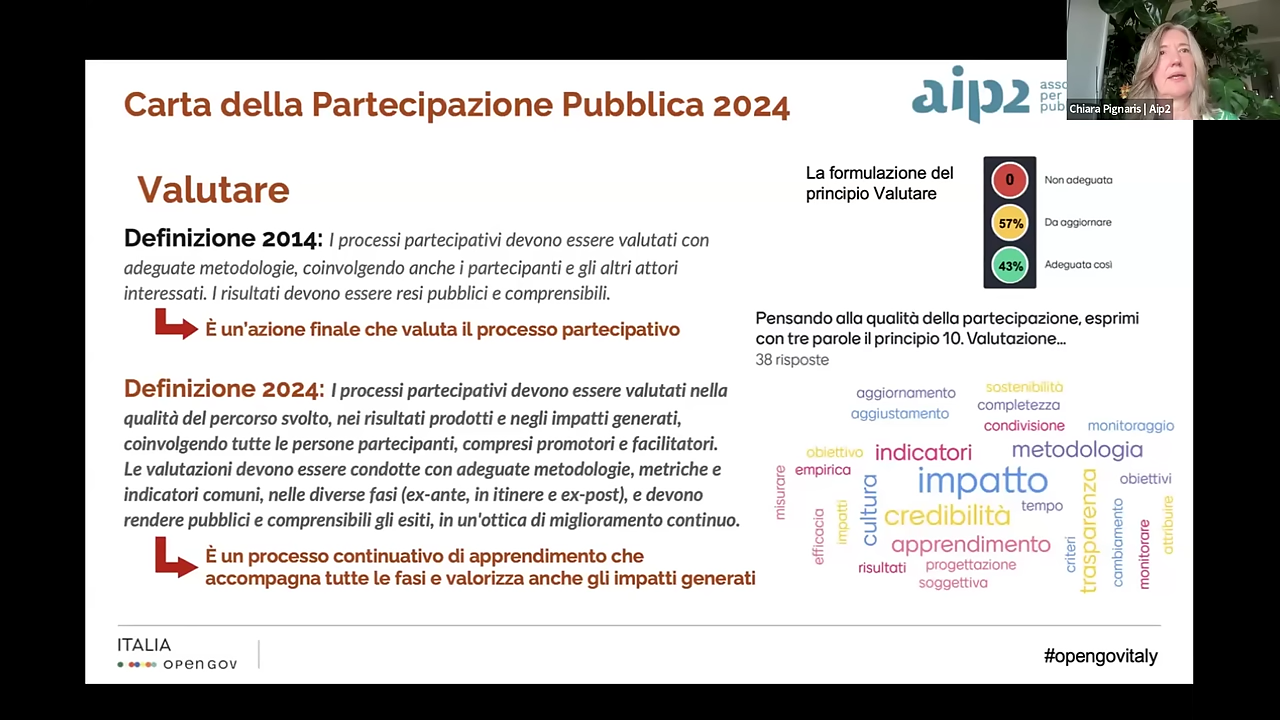 Carta della Partecipazione Pubblica 2024
aip2
asso
per
pub
Chiara Pignaris | Aip2
Valutare
Definizione 2014: I processi partecipativi devono essere valutati con
adeguate metodologie, coinvolgendo anche i partecipanti e gli altri attori
interessati. I risultati devono essere resi pubblici e comprensibili.
È un'azione finale che valuta il processo partecipativo
Definizione 2024: I processi partecipativi devono essere valutati nella
qualità del percorso svolto, nei risultati prodotti e negli impatti generati,
coinvolgendo tutte le persone partecipanti, compresi promotori e facilitatori.
Le valutazioni devono essere condotte con adeguate metodologie, metriche e
indicatori comuni, nelle diverse fasi (ex-ante, in itinere e ex-post), e devono
rendere pubblici e comprensibili gli esiti, in un'ottica di miglioramento continuo.
È un processo continuativo di apprendimento che
accompagna tutte le fasi e valorizza anche gli impatti generati
La formulazione del
principio Valutare
0 Non adeguata
57% Da aggiornare
43% Adeguata così
Pensando alla qualità della partecipazione, esprimi
con tre parole il principio 10. Valutazione...
38 risposte
aggiornamento
sostenibilità
aggiustamento
completezza
condivisione
monitoraggio
obiettivo
indicatori
metodologia
misurare
empirica
impatto
obiettivi
cultura
tempo
trasparenza
attribuire
efficacia
impatti
credibilità
cambiamento
monitorare
apprendimento
criteri
risultati
progettazione
soggettiva
ITALIA
OPEN GOV
#opengovitaly